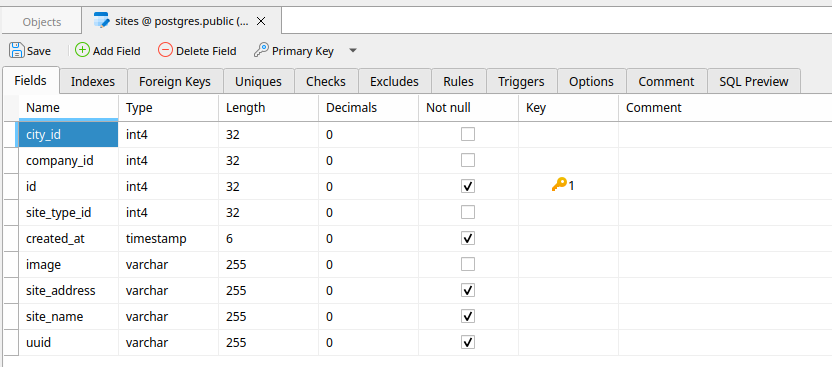 Objects sites @ postgres.public (...
Save Add Field Delete Field Primary Key
Fields Indexes Foreign Keys Uniques Checks Excludes Rules Triggers Options Comment SQL Preview
Name Type Length Decimals Not null Key Comment
city_id int4 32 0
company_id int4 32 0
id int4 32 0 1
site_type_id int4 32 0
created_at timestamp 6 0
image varchar 255 0
site_address varchar 255 0
site_name varchar 255 0
uuid varchar 255 0